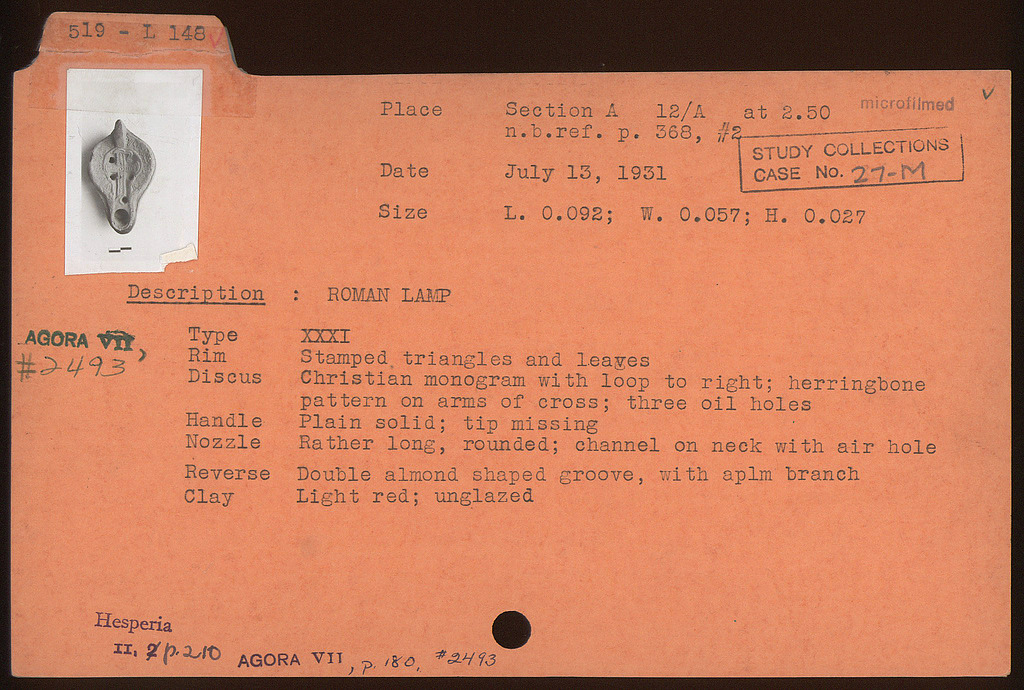 519 - L 148 ✓
Place Section A 12/A at 2.50 microfilmed ✓
n.b.ref. p. 368, #2
STUDY COLLECTIONS
CASE No. 27-M
Date July 13, 1931
Size L. 0.092; W. 0.057; H. 0.027
Description : ROMAN LAMP
AGORA VII,
#2493
Type XXXI
Rim Stamped triangles and leaves
Discus Christian monogram with loop to right; herringbone
pattern on arms of cross; three oil holes
Handle Plain solid; tip missing
Nozzle Rather long, rounded; channel on neck with air hole
Reverse Double almond shaped groove, with aplm branch
Clay Light red; unglazed
Hesperia
II, p. 210
AGORA VII, p. 180, #2493